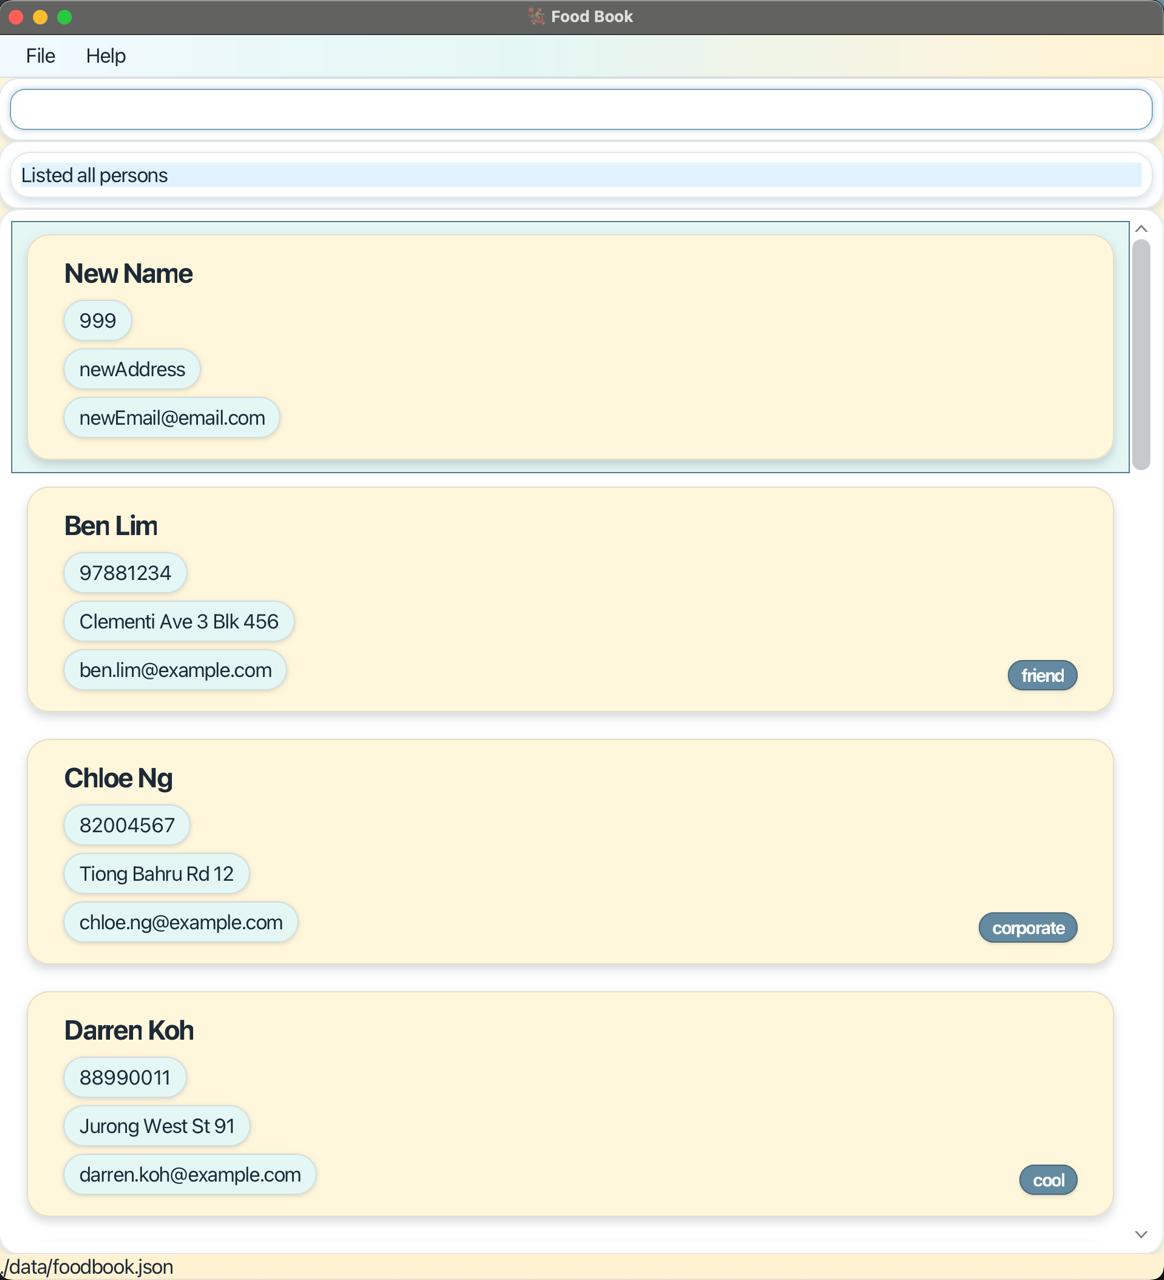 Food Book
File Help
Listed all persons
New Name
999
newAddress
newEmail@email.com
Ben Lim
97881234
Clementi Ave 3 Blk 456
ben.lim@example.com
friend
Chloe Ng
82004567
Tiong Bahru Rd 12
chloe.ng@example.com
corporate
Darren Koh
88990011
Jurong West St 91
darren.koh@example.com
cool
./data/foodbook.json